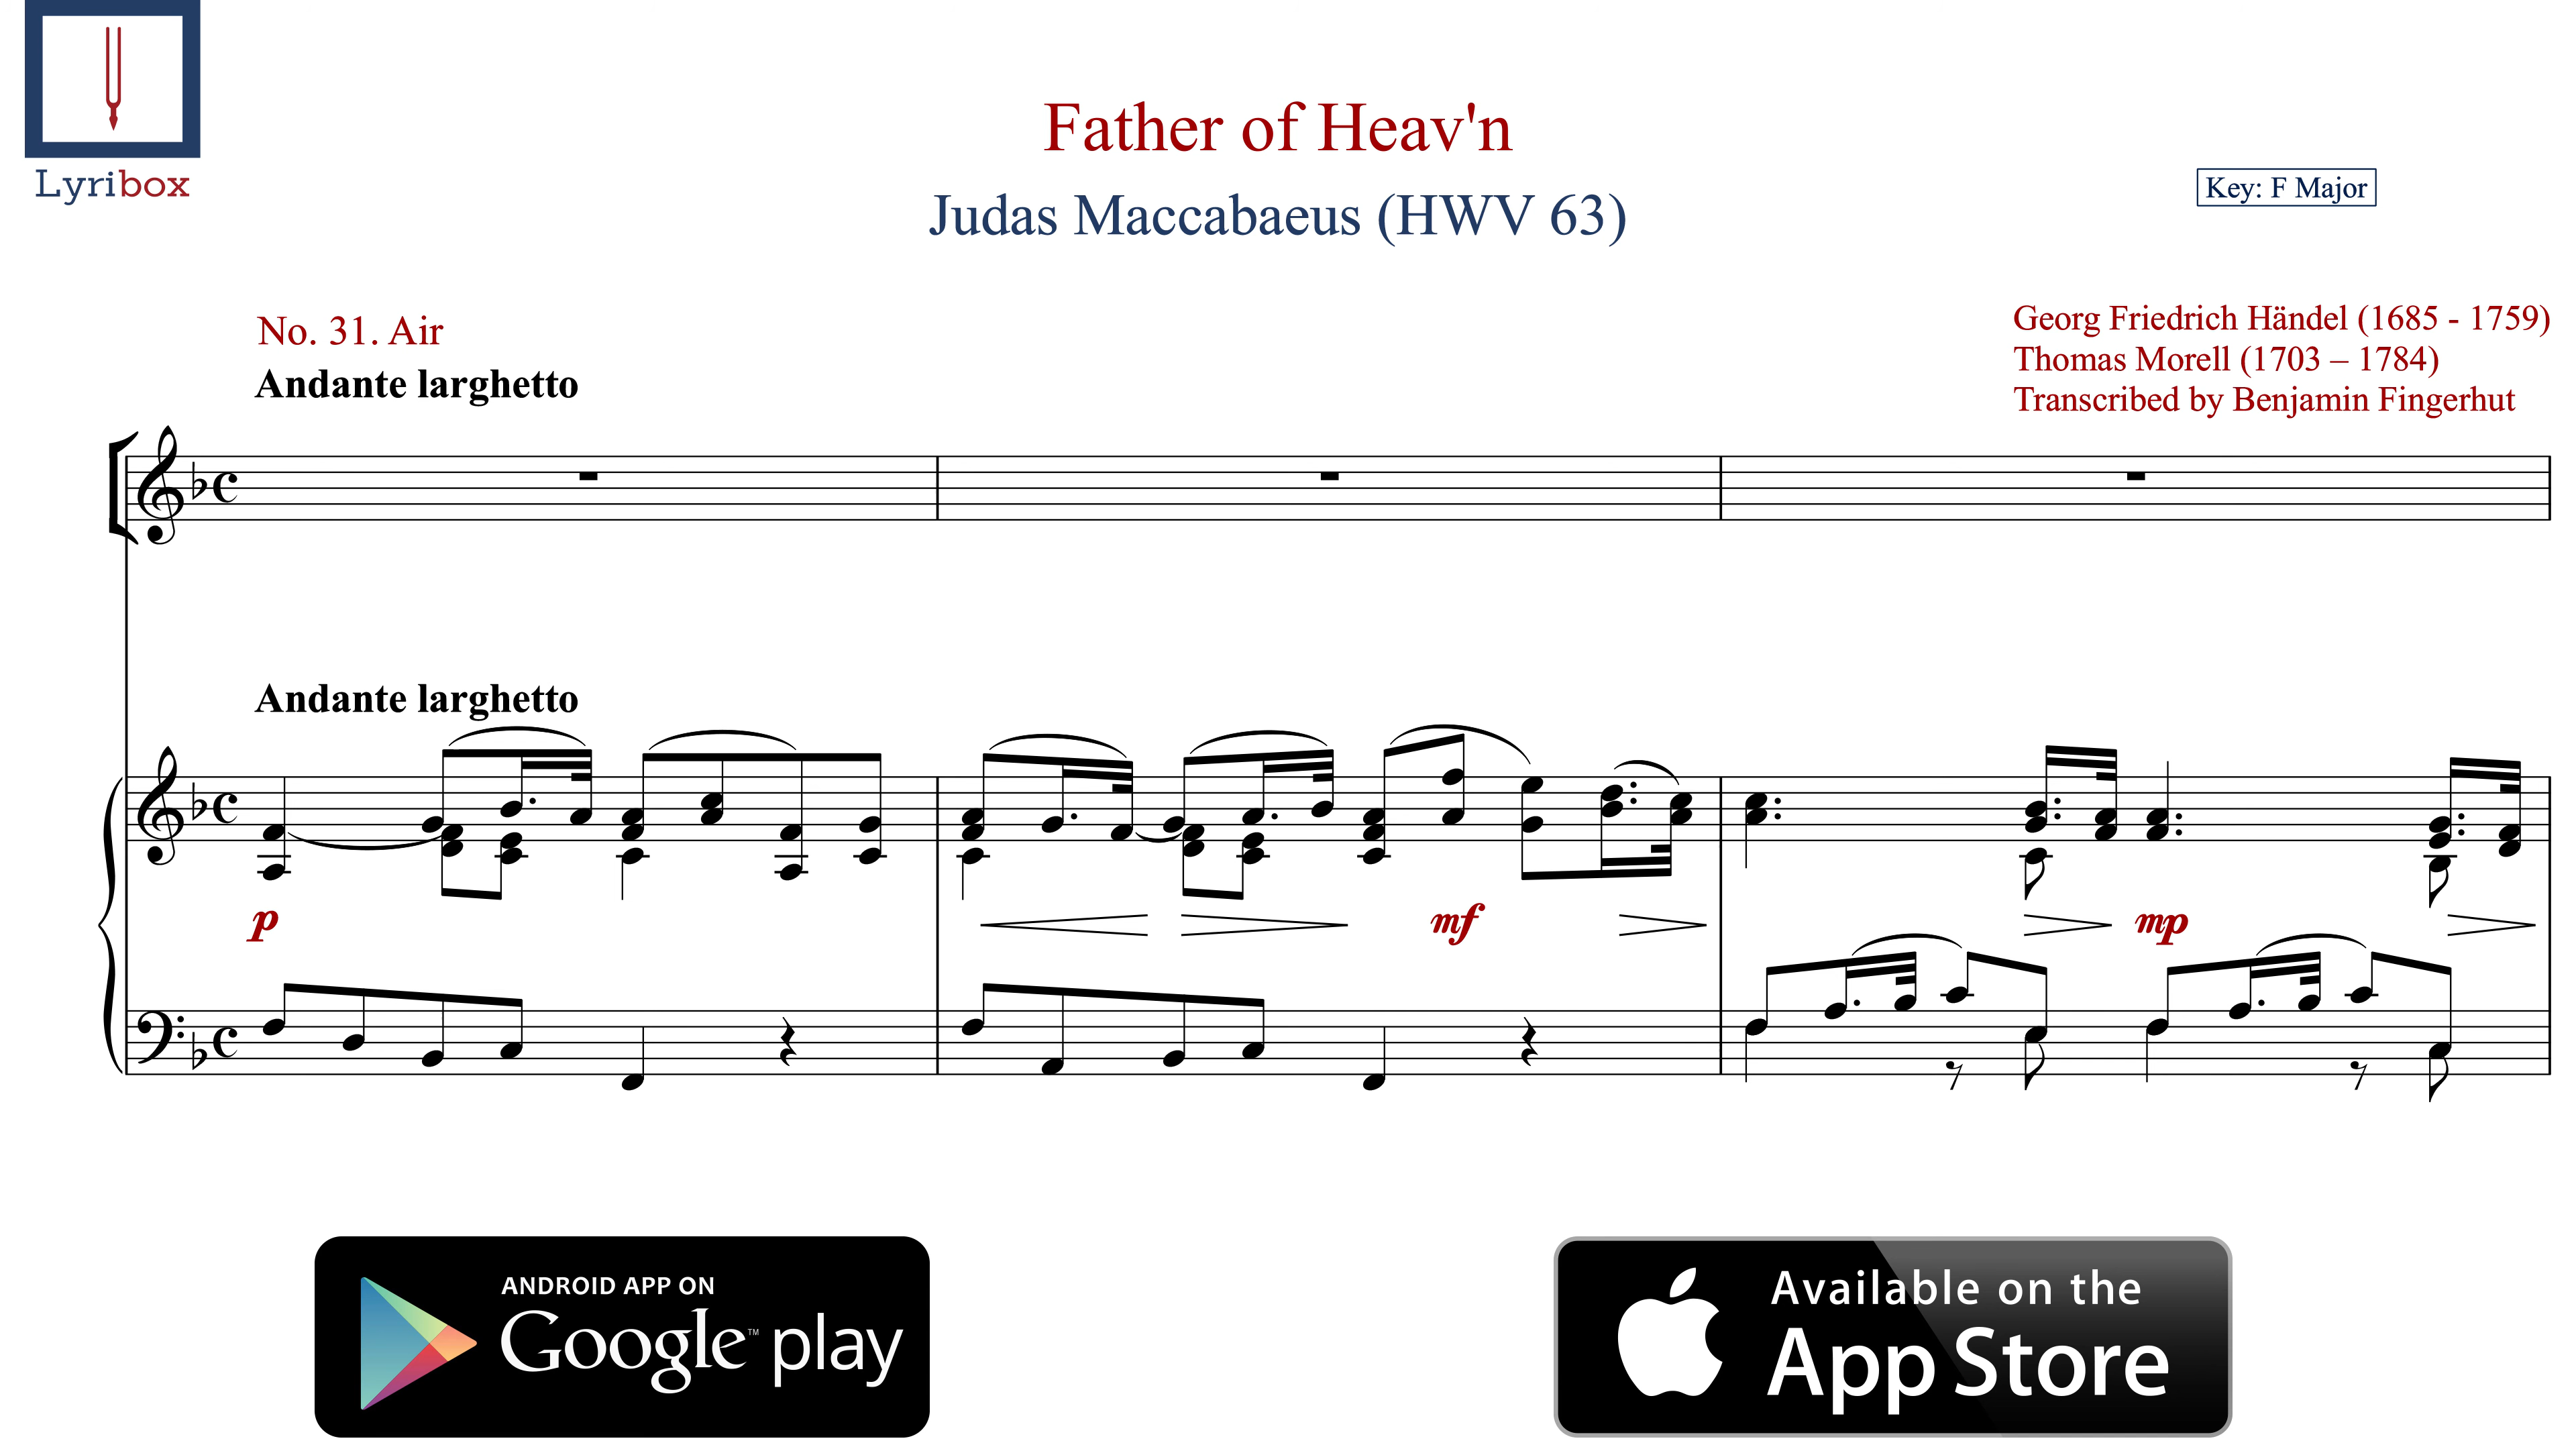 Lyribox
Father of Heav'n
Judas Maccabaeus (HWV 63)
Key: F Major
No. 31. Air
Andante larghetto
Georg Friedrich Händel (1685 - 1759)
Thomas Morell (1703 – 1784)
Transcribed by Benjamin Fingerhut
Andante larghetto
p
mf
mp
ANDROID APP ON
Google™ play
Available on the
App Store